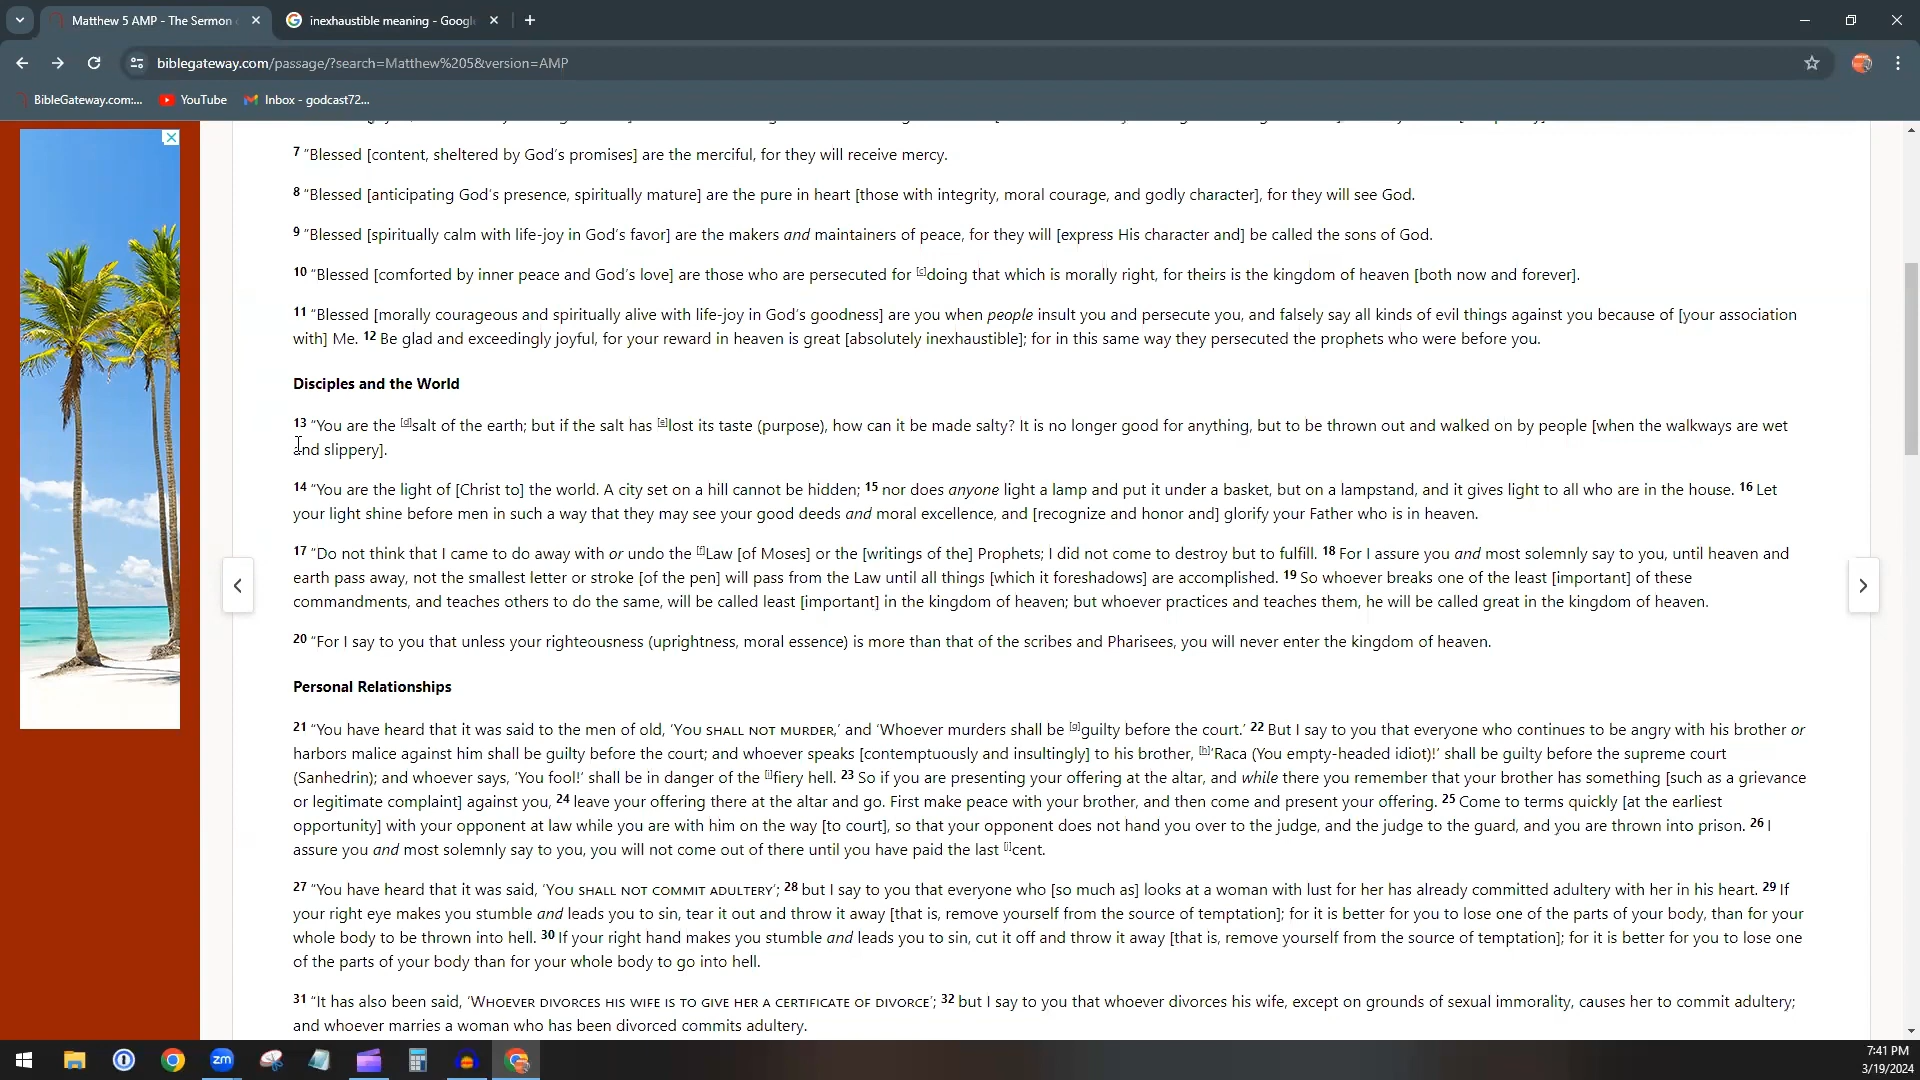 Matthew 5 AMP - The Sermon
inexhaustible meaning - Googl
biblegateway.com/passage/?search=Matthew%205&version=AMP
BibleGateway.com:...
YouTube
Inbox - godcast72...
7 “Blessed [content, sheltered by God’s promises] are the merciful, for they will receive mercy.
8 “Blessed [anticipating God’s presence, spiritually mature] are the pure in heart [those with integrity, moral courage, and godly character], for they will see God.
9 “Blessed [spiritually calm with life-joy in God’s favor] are the makers and maintainers of peace, for they will [express His character and] be called the sons of God.
10 “Blessed [comforted by inner peace and God’s love] are those who are persecuted for [c]doing that which is morally right, for theirs is the kingdom of heaven [both now and forever].
11 “Blessed [morally courageous and spiritually alive with life-joy in God’s goodness] are you when people insult you and persecute you, and falsely say all kinds of evil things against you because of [your association
with] Me. 12 Be glad and exceedingly joyful, for your reward in heaven is great [absolutely inexhaustible]; for in this same way they persecuted the prophets who were before you.
Disciples and the World
13 “You are the [d]salt of the earth; but if the salt has [e]lost its taste (purpose), how can it be made salty? It is no longer good for anything, but to be thrown out and walked on by people [when the walkways are wet
and slippery].
14 “You are the light of [Christ to] the world. A city set on a hill cannot be hidden; 15 nor does anyone light a lamp and put it under a basket, but on a lampstand, and it gives light to all who are in the house. 16 Let
your light shine before men in such a way that they may see your good deeds and moral excellence, and [recognize and honor and] glorify your Father who is in heaven.
17 “Do not think that I came to do away with or undo the [f]Law [of Moses] or the [writings of the] Prophets; I did not come to destroy but to fulfill. 18 For I assure you and most solemnly say to you, until heaven and
earth pass away, not the smallest letter or stroke [of the pen] will pass from the Law until all things [which it foreshadows] are accomplished. 19 So whoever breaks one of the least [important] of these
commandments, and teaches others to do the same, will be called least [important] in the kingdom of heaven; but whoever practices and teaches them, he will be called great in the kingdom of heaven.
20 “For I say to you that unless your righteousness (uprightness, moral essence) is more than that of the scribes and Pharisees, you will never enter the kingdom of heaven.
Personal Relationships
21 “You have heard that it was said to the men of old, ‘YOU SHALL NOT MURDER,’ and ‘Whoever murders shall be [g]guilty before the court.’ 22 But I say to you that everyone who continues to be angry with his brother or
harbors malice against him shall be guilty before the court; and whoever speaks [contemptuously and insultingly] to his brother, [h]‘Raca (You empty-headed idiot)!’ shall be guilty before the supreme court
(Sanhedrin); and whoever says, ‘You fool!’ shall be in danger of the [i]fiery hell. 23 So if you are presenting your offering at the altar, and while there you remember that your brother has something [such as a grievance
or legitimate complaint] against you, 24 leave your offering there at the altar and go. First make peace with your brother, and then come and present your offering. 25 Come to terms quickly [at the earliest
opportunity] with your opponent at law while you are with him on the way [to court], so that your opponent does not hand you over to the judge, and the judge to the guard, and you are thrown into prison. 26 I
assure you and most solemnly say to you, you will not come out of there until you have paid the last [j]cent.
27 “You have heard that it was said, ‘YOU SHALL NOT COMMIT ADULTERY’; 28 but I say to you that everyone who [so much as] looks at a woman with lust for her has already committed adultery with her in his heart. 29 If
your right eye makes you stumble and leads you to sin, tear it out and throw it away [that is, remove yourself from the source of temptation]; for it is better for you to lose one of the parts of your body, than for your
whole body to be thrown into hell. 30 If your right hand makes you stumble and leads you to sin, cut it off and throw it away [that is, remove yourself from the source of temptation]; for it is better for you to lose one
of the parts of your body than for your whole body to go into hell.
31 “It has also been said, ‘WHOEVER DIVORCES HIS WIFE IS TO GIVE HER A CERTIFICATE OF DIVORCE’; 32 but I say to you that whoever divorces his wife, except on grounds of sexual immorality, causes her to commit adultery;
and whoever marries a woman who has been divorced commits adultery.
zm
7:41 PM
3/19/2024